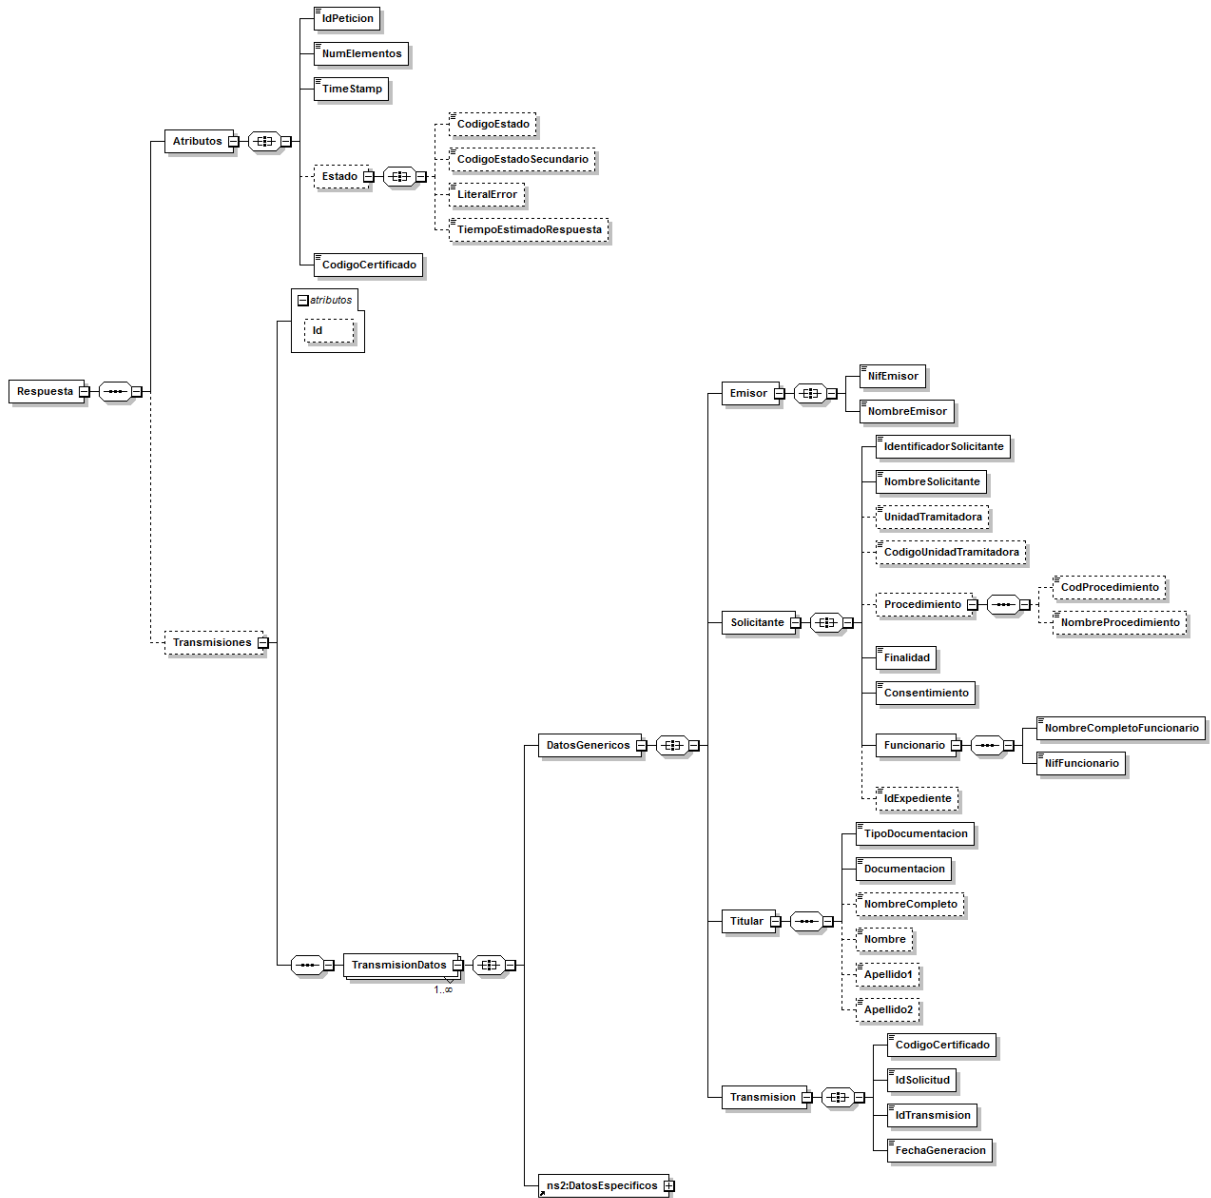 IdPeticion
NumElementos
TimeStamp
Atributos
CodigoEstado
CodigoEstadoSecundario
Estado
LiteralError
TiempoEstimadoRespuesta
CodigoCertificado
atributos
Id
Respuesta
Transmisiones
TransmisionDatos
1..∞
DatosGenericos
Emisor
NifEmisor
NombreEmisor
Solicitante
IdentificadorSolicitante
NombreSolicitante
UnidadTramitadora
CodigoUnidadTramitadora
Procedimiento
CodProcedimiento
NombreProcedimiento
Finalidad
Consentimiento
Funcionario
NombreCompletoFuncionario
NifFuncionario
IdExpediente
Titular
TipoDocumentacion
Documentacion
NombreCompleto
Nombre
Apellido1
Apellido2
Transmision
CodigoCertificado
IdSolicitud
IdTransmision
FechaGeneracion
ns2:DatosEspecificos